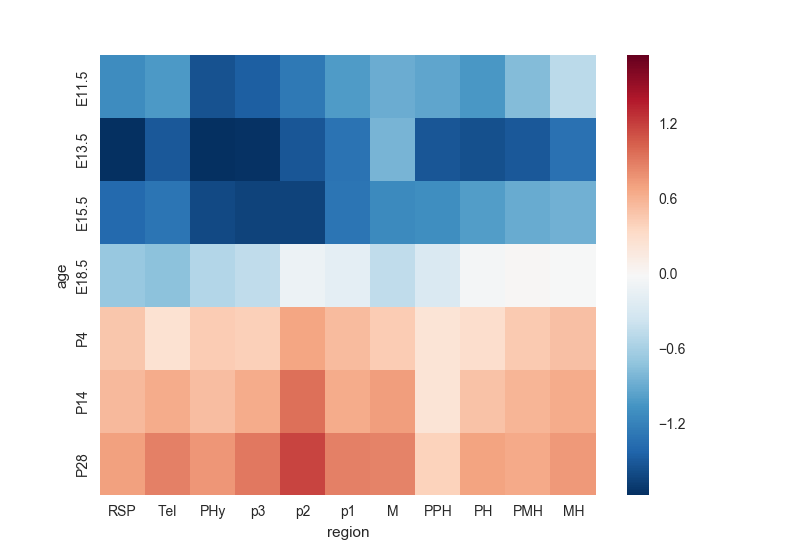 E11.5
E13.5
E15.5
E18.5
P4
P14
P28
age
RSP Tel PHy p3 p2 p1 M PPH PH PMH MH
region
1.2
0.6
0.0
−0.6
−1.2